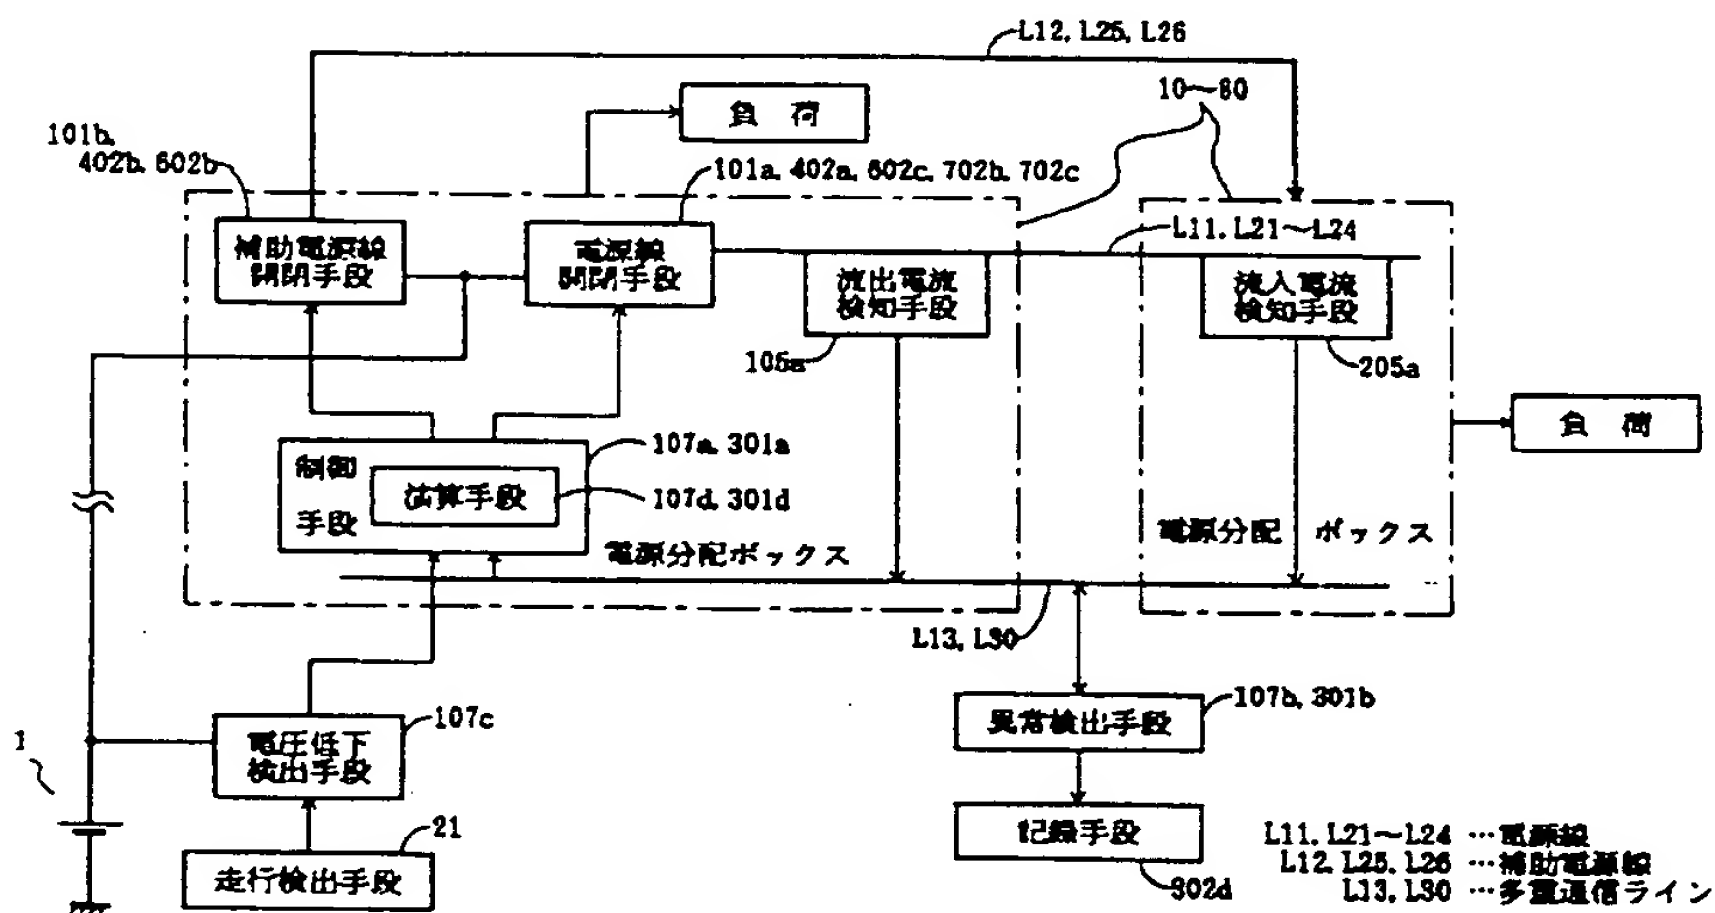 L12, L25, L26
10〜80
負 荷
101b,
402b, 602b
101a, 402a, 602c, 702b, 702c
補助電源線
開閉手段
電源線
開閉手段
L11, L21〜L24
流出電流
検知手段
流入電流
検知手段
105a
205a
負 荷
制御
手段
演算手段
107a, 301a
107d, 301d
電源分配ボックス
電源分配 ボックス
L13, L30
1
電圧低下
検出手段
107c
走行検出手段
21
異常検出手段
107b, 301b
記録手段
302d
L11, L21〜L24 …電源線
L12, L25, L26 …補助電源線
L13, L30 …多重通信ライン